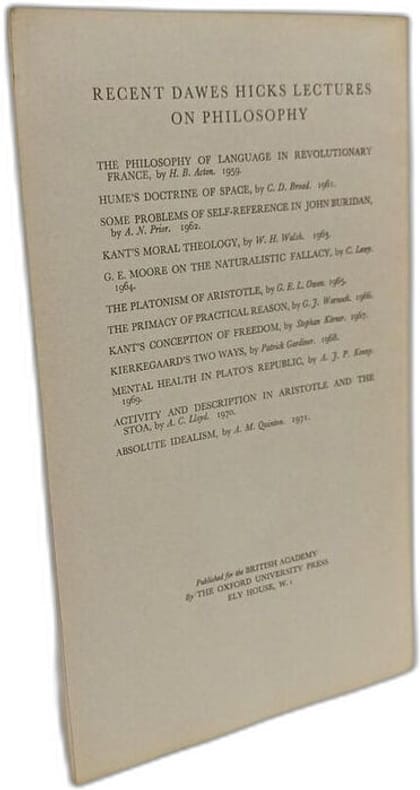 RECENT DAWES HICKS LECTURES
ON PHILOSOPHY
THE PHILOSOPHY OF LANGUAGE IN REVOLUTIONARY
FRANCE, by H. B. Acton. 1959.
HUME'S DOCTRINE OF SPACE, by C. D. Broad. 1961.
SOME PROBLEMS OF SELF-REFERENCE IN JOHN BURIDAN,
by A. N. Prior. 1962.
KANT'S MORAL THEOLOGY, by W. H. Walsh. 1963.
G. E. MOORE ON THE NATURALISTIC FALLACY, by C. Lewy.
1964.
THE PLATONISM OF ARISTOTLE, by G. E. L. Owen. 1965.
THE PRIMACY OF PRACTICAL REASON, by G. J. Warnock. 1966.
KANT'S CONCEPTION OF FREEDOM, by Stephan Körner. 1967.
KIERKEGAARD'S TWO WAYS, by Patrick Gardiner. 1968.
MENTAL HEALTH IN PLATO'S REPUBLIC, by A. J. P. Kenny.
1969.
ACTIVITY AND DESCRIPTION IN ARISTOTLE AND THE
STOA, by A. C. Lloyd. 1970.
ABSOLUTE IDEALISM, by A. M. Quinton. 1971.
Published for the BRITISH ACADEMY
By THE OXFORD UNIVERSITY PRESS
ELY HOUSE, W. 1